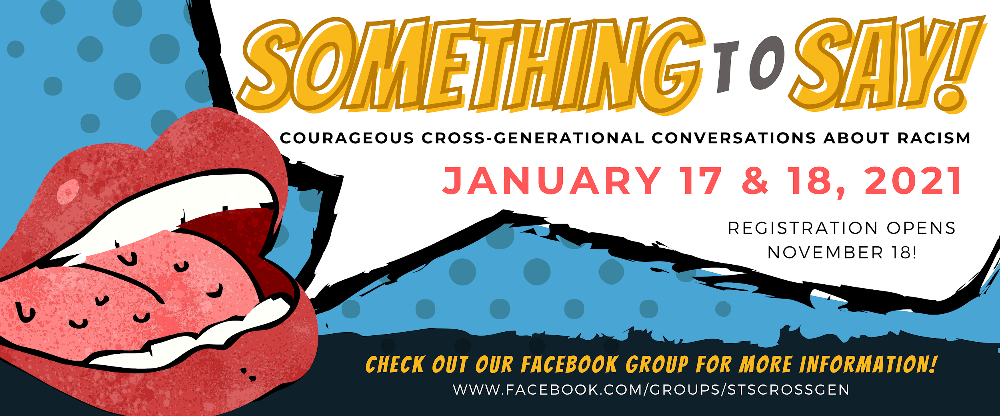 SOMETHING TO SAY!
COURAGEOUS CROSS-GENERATIONAL CONVERSATIONS ABOUT RACISM
JANUARY 17 & 18, 2021
REGISTRATION OPENS
NOVEMBER 18!
CHECK OUT OUR FACEBOOK GROUP FOR MORE INFORMATION!
WWW.FACEBOOK.COM/GROUPS/STSCROSSGEN